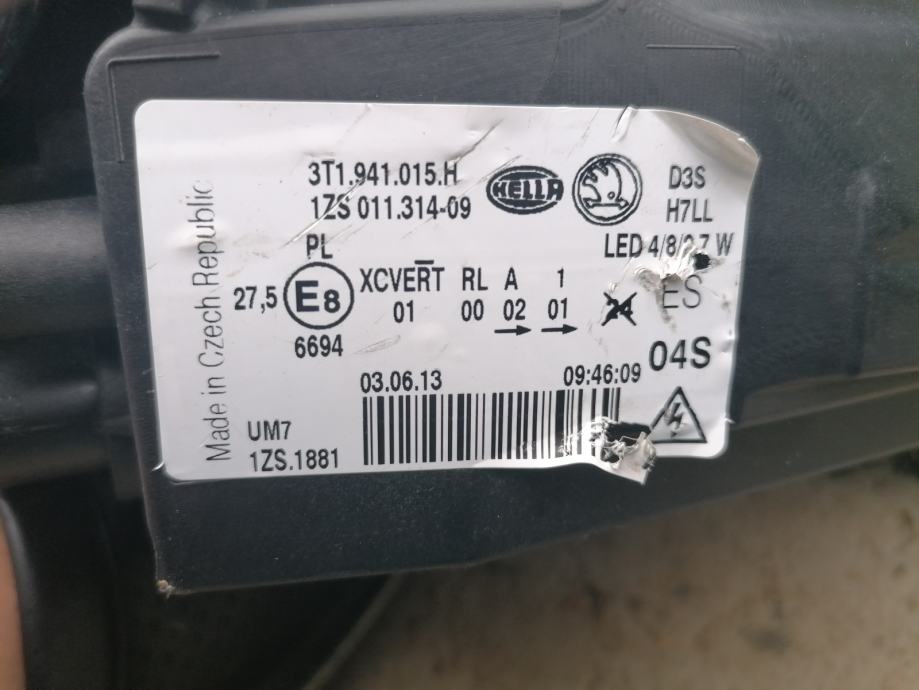 3T1.941.015.H
1ZS 011.314-09
HELLA
D3S
H7LL
PL
LED 4/8/ W
27,5 E8 XCVERT RL A 1
01 00 02 01
24 ES
6694
04S
03.06.13 09:46:09
UM7
1ZS.1881
Made in Czech Republic